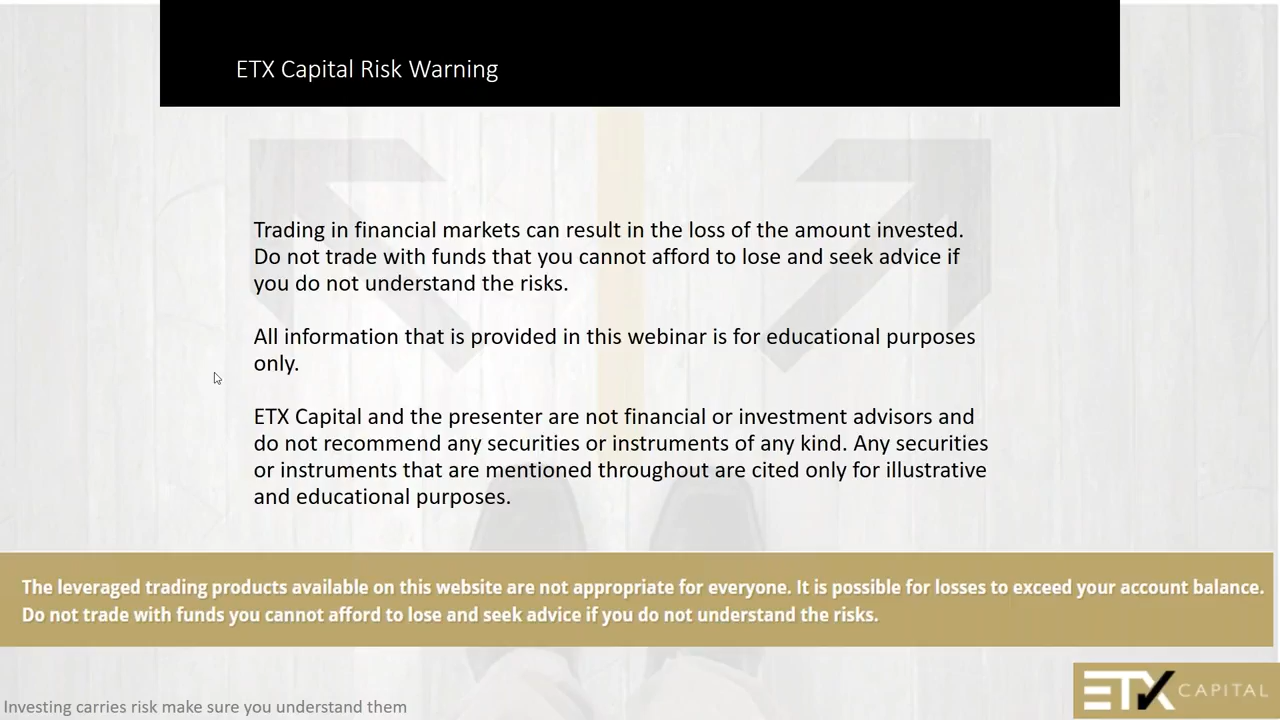 ETX Capital Risk Warning
Trading in financial markets can result in the loss of the amount invested.
Do not trade with funds that you cannot afford to lose and seek advice if
you do not understand the risks.
All information that is provided in this webinar is for educational purposes
only.
ETX Capital and the presenter are not financial or investment advisors and
do not recommend any securities or instruments of any kind. Any securities
or instruments that are mentioned throughout are cited only for illustrative
and educational purposes.
The leveraged trading products available on this website are not appropriate for everyone. It is possible for losses to exceed your account balance.
Do not trade with funds you cannot afford to lose and seek advice if you do not understand the risks.
ETX CAPITAL
Investing carries risk make sure you understand them